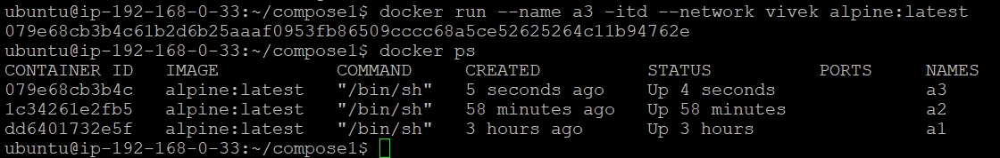 ubuntu@ip-192-168-0-33:~/compose1$ docker run --name a3 -itd --network vivek alpine:latest
079e68cb3b4c61b2d6b25aaaf0953fb86509cccc68a5ce52625264c11b94762e
ubuntu@ip-192-168-0-33:~/compose1$ docker ps
CONTAINER ID   IMAGE           COMMAND     CREATED          STATUS          PORTS     NAMES
079e68cb3b4c   alpine:latest   "/bin/sh"   5 seconds ago    Up 4 seconds              a3
1c34261e2fb5   alpine:latest   "/bin/sh"   58 minutes ago   Up 58 minutes             a2
dd6401732e5f   alpine:latest   "/bin/sh"   3 hours ago      Up 3 hours                a1
ubuntu@ip-192-168-0-33:~/compose1$